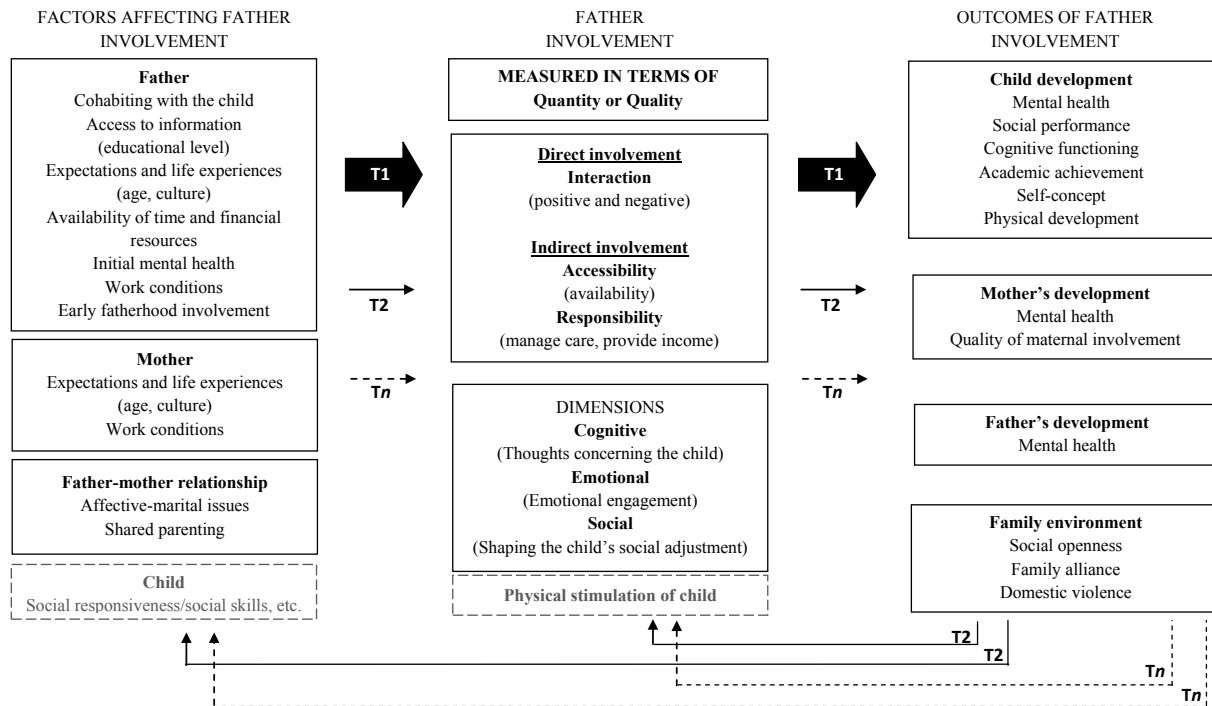 FACTORS AFFECTING FATHER
INVOLVEMENT
Father
Cohabiting with the child
Access to information
(educational level)
Expectations and life experiences
(age, culture)
Availability of time and financial
resources
Initial mental health
Work conditions
Early fatherhood involvement
Mother
Expectations and life experiences
(age, culture)
Work conditions
Father-mother relationship
Affective-marital issues
Shared parenting
Child
Social responsiveness/social skills, etc.
T1
T2
Tn
FATHER
INVOLVEMENT
MEASURED IN TERMS OF
Quantity or Quality
Direct involvement
Interaction
(positive and negative)
Indirect involvement
Accessibility
(availability)
Responsibility
(manage care, provide income)
DIMENSIONS
Cognitive
(Thoughts concerning the child)
Emotional
(Emotional engagement)
Social
(Shaping the child's social adjustment)
Physical stimulation of child
T1
T2
Tn
OUTCOMES OF FATHER
INVOLVEMENT
Child development
Mental health
Social performance
Cognitive functioning
Academic achievement
Self-concept
Physical development
Mother's development
Mental health
Quality of maternal involvement
Father's development
Mental health
Family environment
Social openness
Family alliance
Domestic violence
T2
T2
Tn
Tn